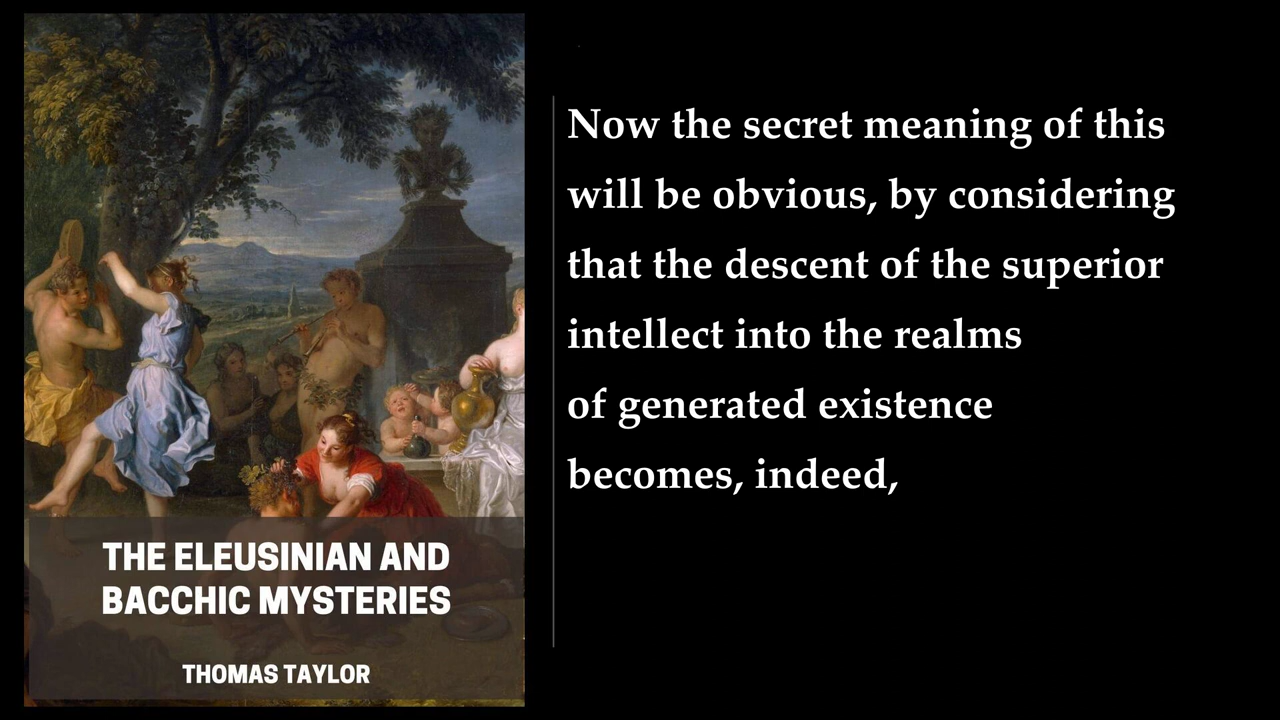 THE ELEUSINIAN AND
BACCHIC MYSTERIES
THOMAS TAYLOR
Now the secret meaning of this
will be obvious, by considering
that the descent of the superior
intellect into the realms
of generated existence
becomes, indeed,